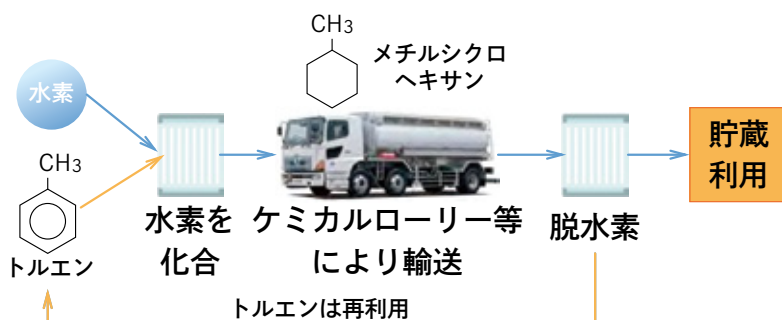 CH3
メチルシクロ
ヘキサン
水素
CH3
トルエン
水素を
化合
ケミカルローリー等
により輸送
脱水素
貯蔵
利用
トルエンは再利用